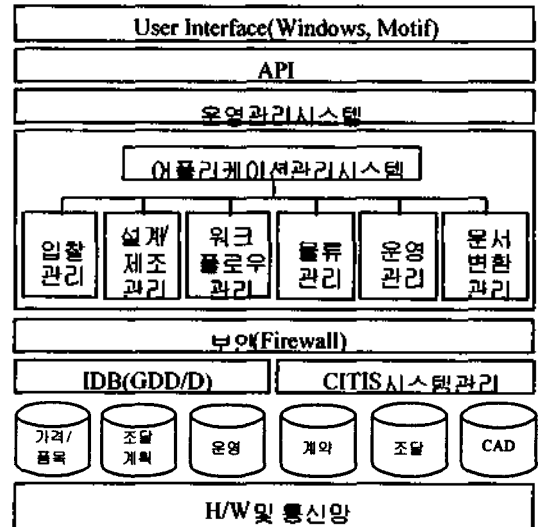 User Interface(Windows, Motif)
API
운영관리시스템
어플리케이션관리시스템
입찰
관리
설계/
제조
관리
워크
플로우
관리
물류
관리
운영
관리
문서
변환
관리
보안(Firewall)
IDB(GDD/D)
CITIS시스템관리
가격/
품목
조달
계획
운영
계약
조달
CAD
H/W및 통신망